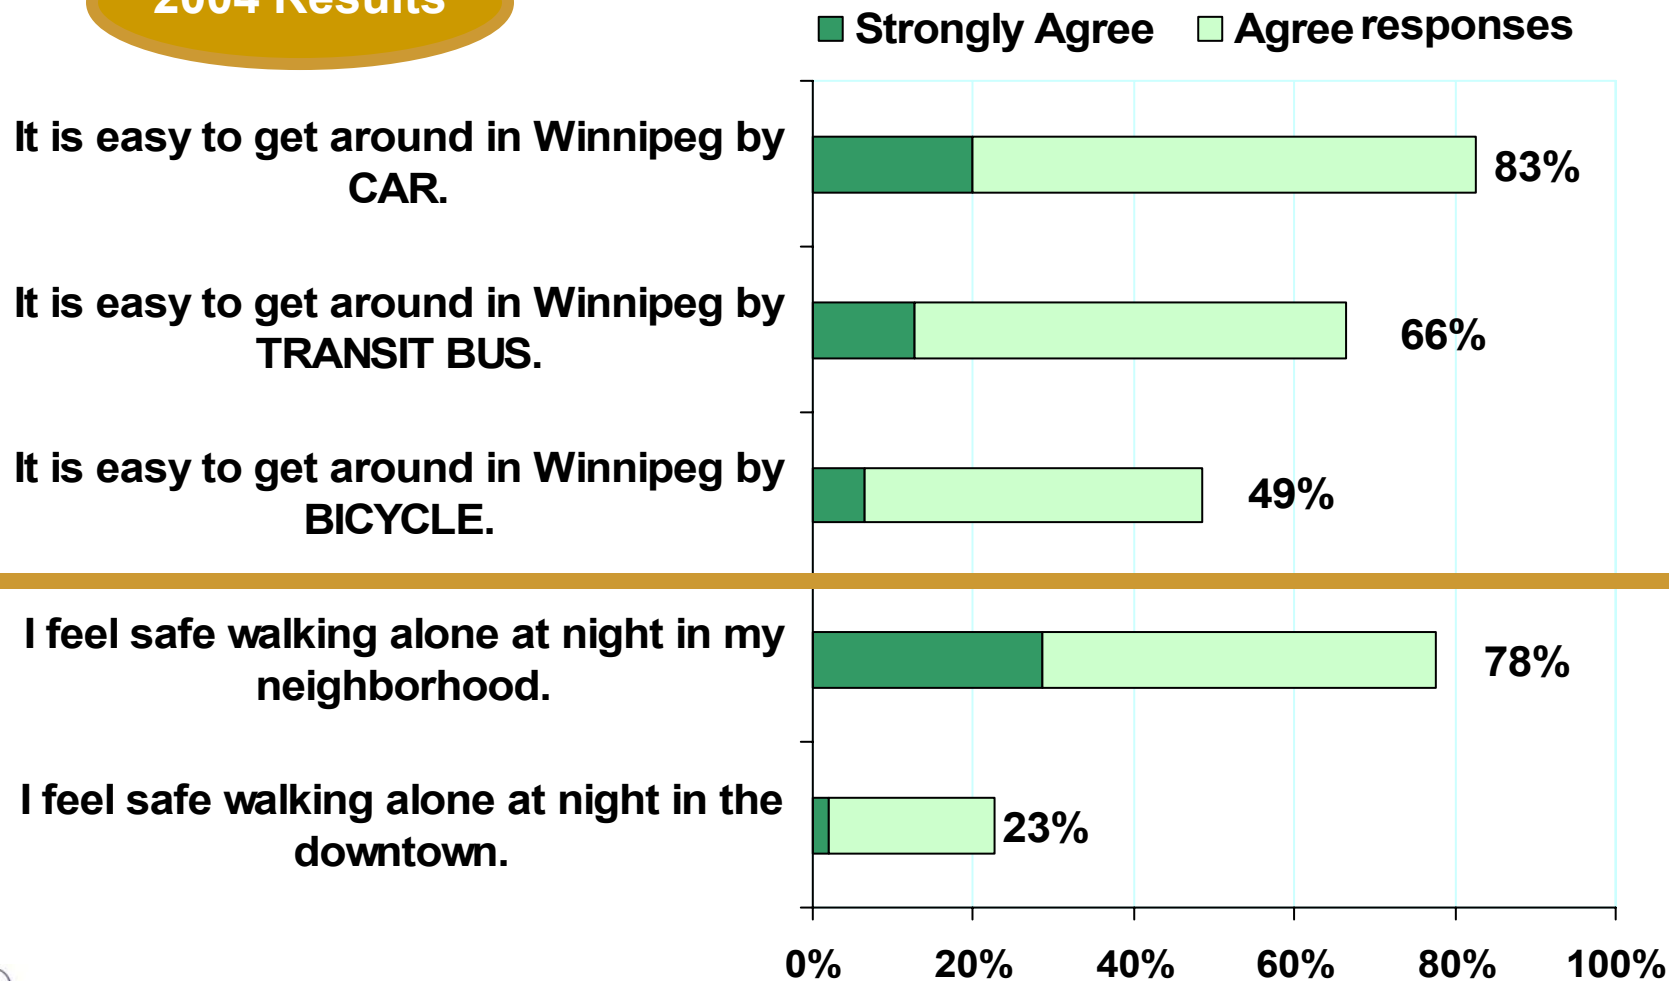 2004 Results
Strongly Agree Agree responses
It is easy to get around in Winnipeg by
CAR.
83%
It is easy to get around in Winnipeg by
TRANSIT BUS.
66%
It is easy to get around in Winnipeg by
BICYCLE.
49%
I feel safe walking alone at night in my
neighborhood.
78%
I feel safe walking alone at night in the
downtown.
23%
0% 20% 40% 60% 80% 100%